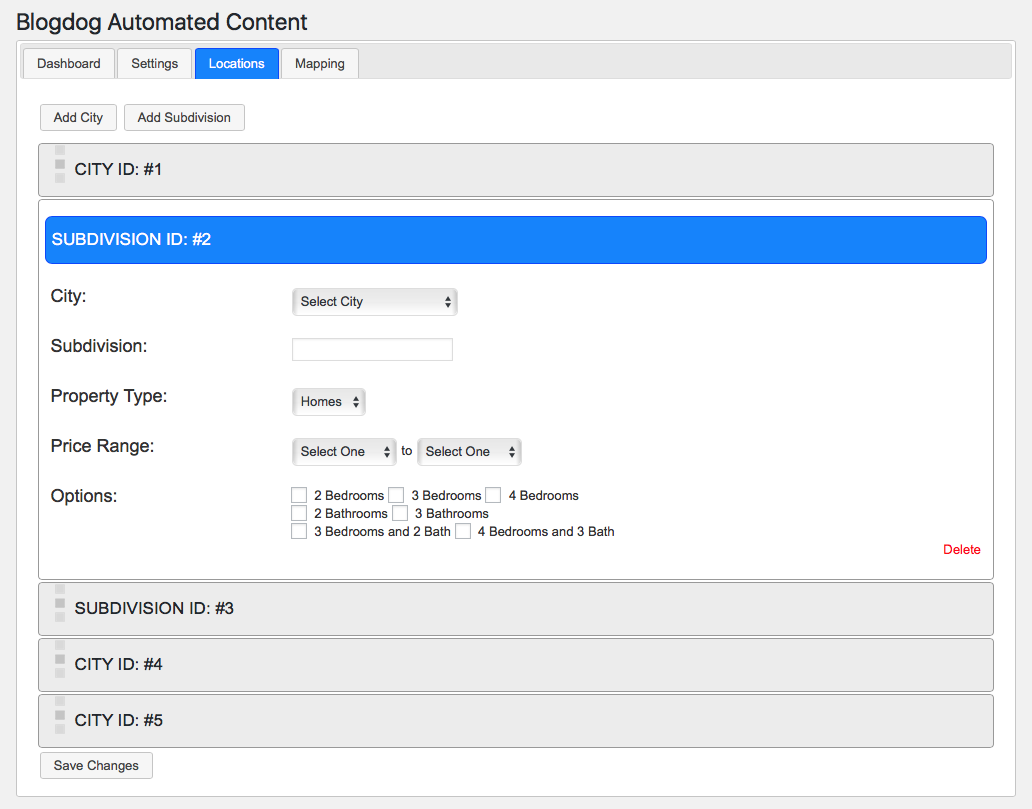 Blogdog Automated Content
Dashboard Settings Locations Mapping
Add City Add Subdivision
CITY ID: #1
SUBDIVISION ID: #2
City: Select City
Subdivision:
Property Type: Homes
Price Range: Select One to Select One
Options: 2 Bedrooms 3 Bedrooms 4 Bedrooms
2 Bathrooms 3 Bathrooms
3 Bedrooms and 2 Bath 4 Bedrooms and 3 Bath
Delete
SUBDIVISION ID: #3
CITY ID: #4
CITY ID: #5
Save Changes